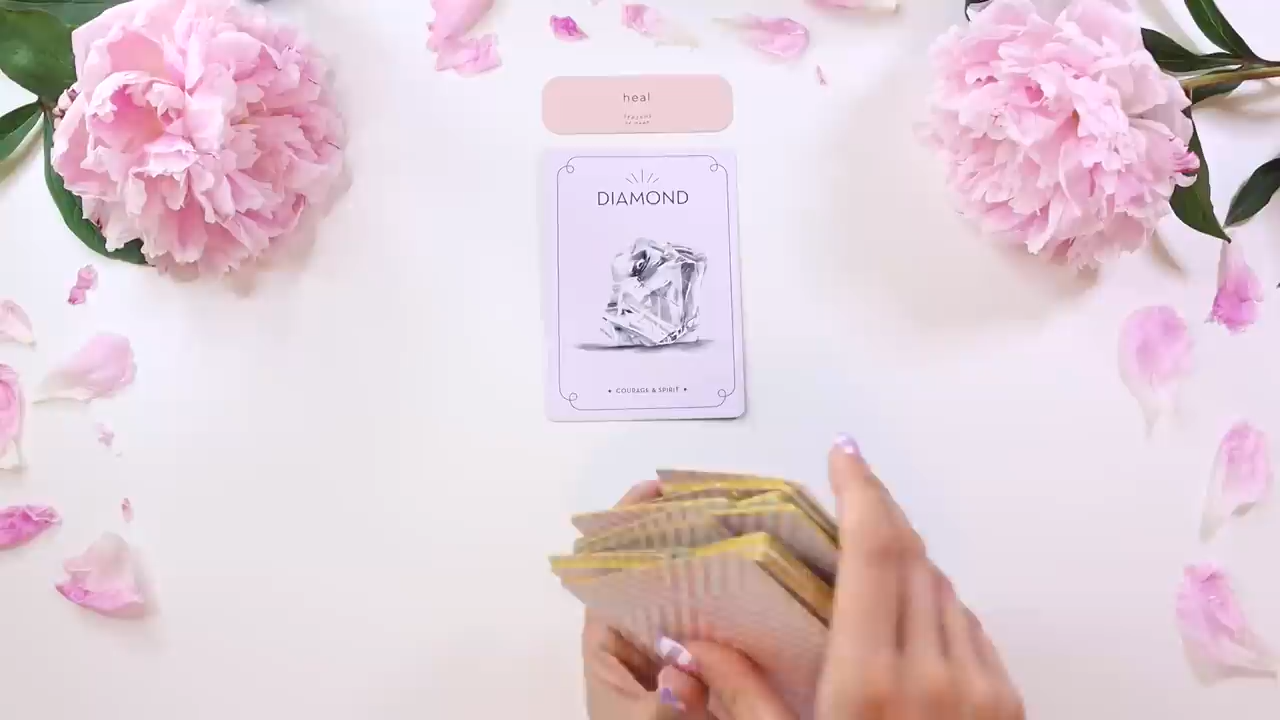 heal
DIAMOND
✦ COURAGE & SPIRIT ✦